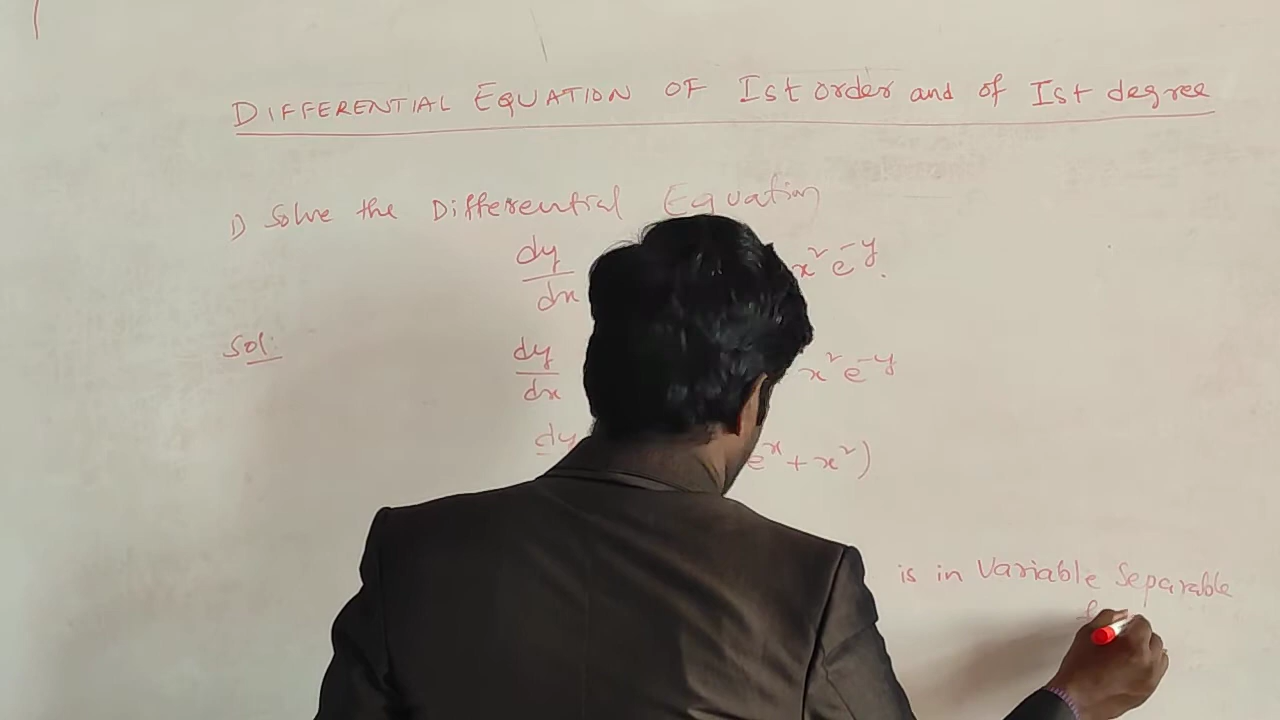 DIFFERENTIAL EQUATION OF Ist order and of Ist degree
1) Solve the Differential Equation
dy/dx x²e⁻ʸ.
Sol:
dy/dx x²e⁻ʸ
dy eˣ + x²)
is in Variable Separable